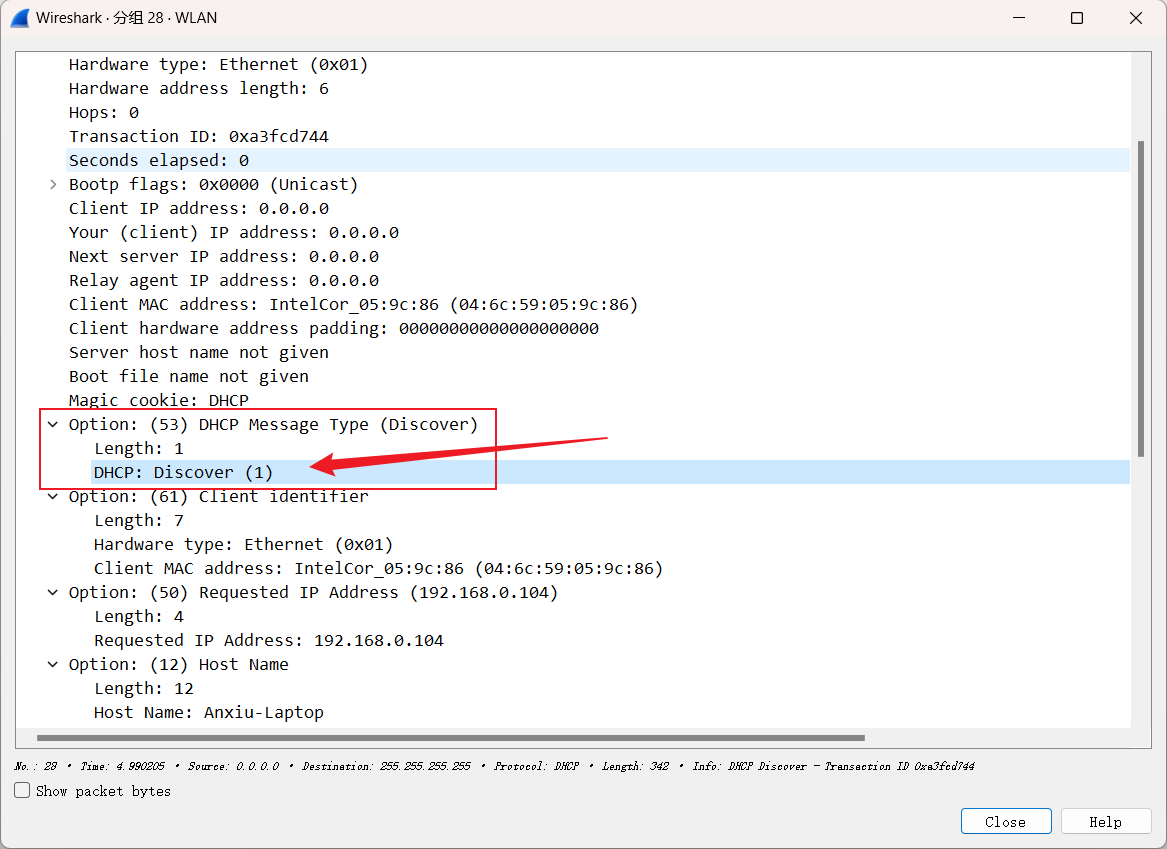 Wireshark · 分组 28 · WLAN
Hardware type: Ethernet (0x01)
Hardware address length: 6
Hops: 0
Transaction ID: 0xa3fcd744
Seconds elapsed: 0
Bootp flags: 0x0000 (Unicast)
Client IP address: 0.0.0.0
Your (client) IP address: 0.0.0.0
Next server IP address: 0.0.0.0
Relay agent IP address: 0.0.0.0
Client MAC address: IntelCor_05:9c:86 (04:6c:59:05:9c:86)
Client hardware address padding: 00000000000000000000
Server host name not given
Boot file name not given
Magic cookie: DHCP
Option: (53) DHCP Message Type (Discover)
Length: 1
DHCP: Discover (1)
Option: (61) Client identifier
Length: 7
Hardware type: Ethernet (0x01)
Client MAC address: IntelCor_05:9c:86 (04:6c:59:05:9c:86)
Option: (50) Requested IP Address (192.168.0.104)
Length: 4
Requested IP Address: 192.168.0.104
Option: (12) Host Name
Length: 12
Host Name: Anxiu-Laptop
No.: 28 · Time: 4.990205 · Source: 0.0.0.0 · Destination: 255.255.255.255 · Protocol: DHCP · Length: 342 · Info: DHCP Discover - Transaction ID 0xa3fcd744
Show packet bytes
Close Help